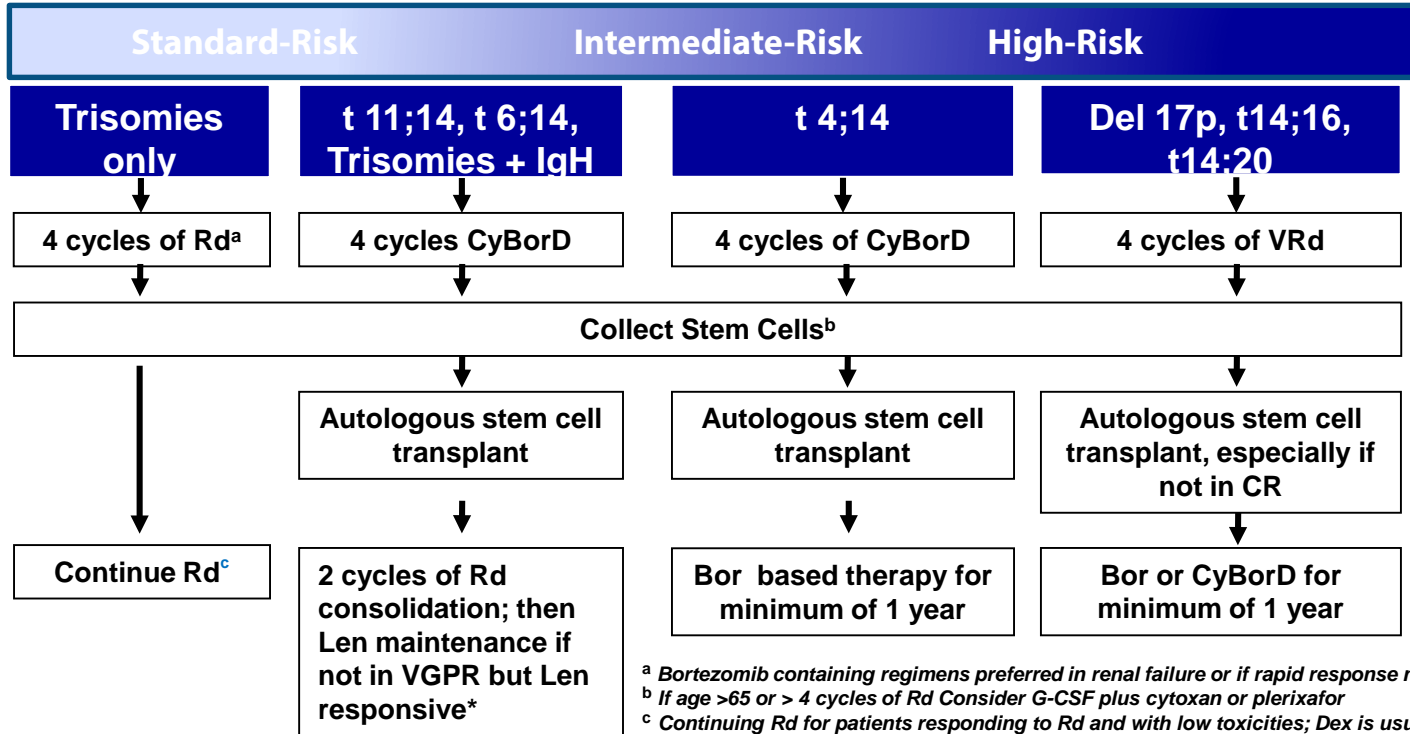 Standard-Risk Intermediate-Risk High-Risk
Trisomies
only
t 11;14, t 6;14,
Trisomies + IgH
t 4;14
Del 17p, t14;16,
t14;20
4 cycles of Rdᵃ
4 cycles CyBorD
4 cycles of CyBorD
4 cycles of VRd
Collect Stem Cellsᵇ
Autologous stem cell
transplant
Autologous stem cell
transplant
Autologous stem cell
transplant, especially if
not in CR
Continue Rdᶜ
2 cycles of Rd
consolidation; then
Len maintenance if
not in VGPR but Len
responsive*
Bor based therapy for
minimum of 1 year
Bor or CyBorD for
minimum of 1 year
ᵃ Bortezomib containing regimens preferred in renal failure or if rapid response
ᵇ If age >65 or > 4 cycles of Rd Consider G-CSF plus cytoxan or plerixafor
ᶜ Continuing Rd for patients responding to Rd and with low toxicities; Dex is